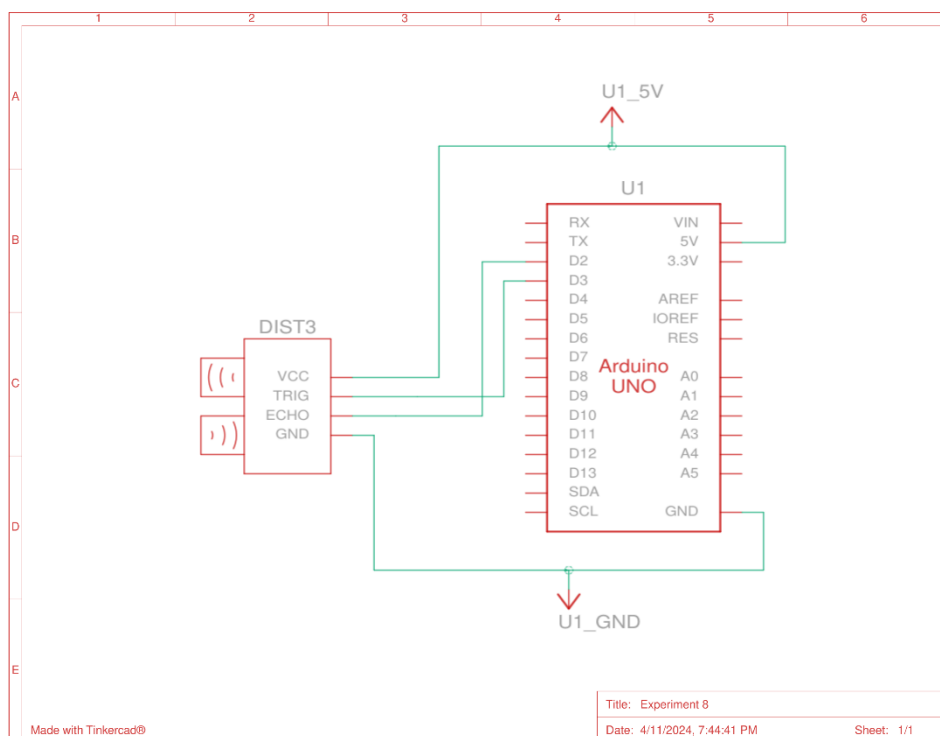 1 2 3 4 5 6
A
U1_5V
U1
B
RX VIN
TX 5V
D2 3.3V
D3
D4 AREF
D5 IOREF
DIST3
D6 RES
D7
Arduino
UNO
C
VCC
D8 A0
TRIG
D9 A1
ECHO
D10 A2
GND
D11 A3
D12 A4
D13 A5
SDA
SCL GND
D
U1_GND
E
Title: Experiment 8
Made with Tinkercad®
Date: 4/11/2024, 7:44:41 PM Sheet: 1/1